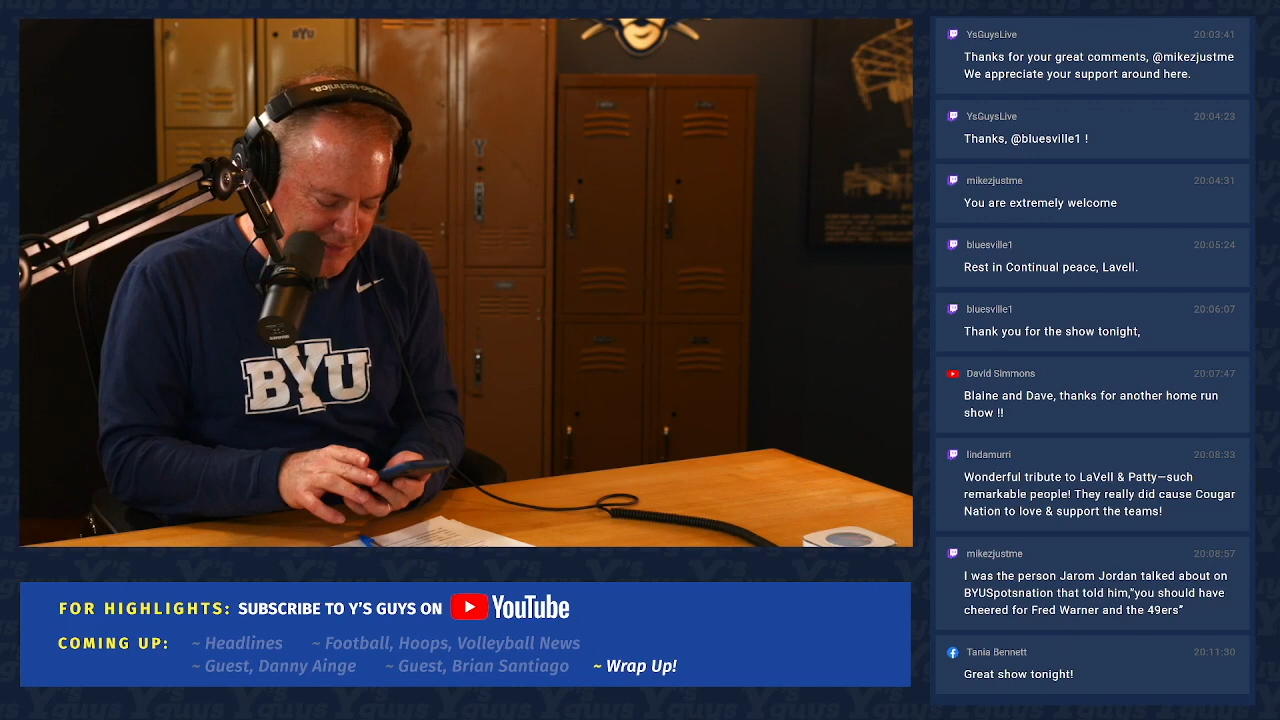 audio-technica
BYU
FOR HIGHLIGHTS: SUBSCRIBE TO Y'S GUYS ON YouTube
COMING UP: ~ Headlines ~ Football, Hoops, Volleyball News
~ Guest, Danny Ainge ~ Guest, Brian Santiago ~ Wrap Up!
YsGuysLive 20:03:41
Thanks for your great comments, @mikezjustme
We appreciate your support around here.
YsGuysLive 20:04:23
Thanks, @bluesville1 !
mikezjustme 20:04:31
You are extremely welcome
bluesville1 20:05:24
Rest in Continual peace, Lavell.
bluesville1 20:06:07
Thank you for the show tonight,
David Simmons 20:07:47
Blaine and Dave, thanks for another home run
show !!
lindamurri 20:08:33
Wonderful tribute to LaVell & Patty—such
remarkable people! They really did cause Cougar
Nation to love & support the teams!
mikezjustme 20:08:57
I was the person Jarom Jordan talked about on
BYUSpotsnation that told him,"you should have
cheered for Fred Warner and the 49ers"
Tania Bennett 20:11:30
Great show tonight!